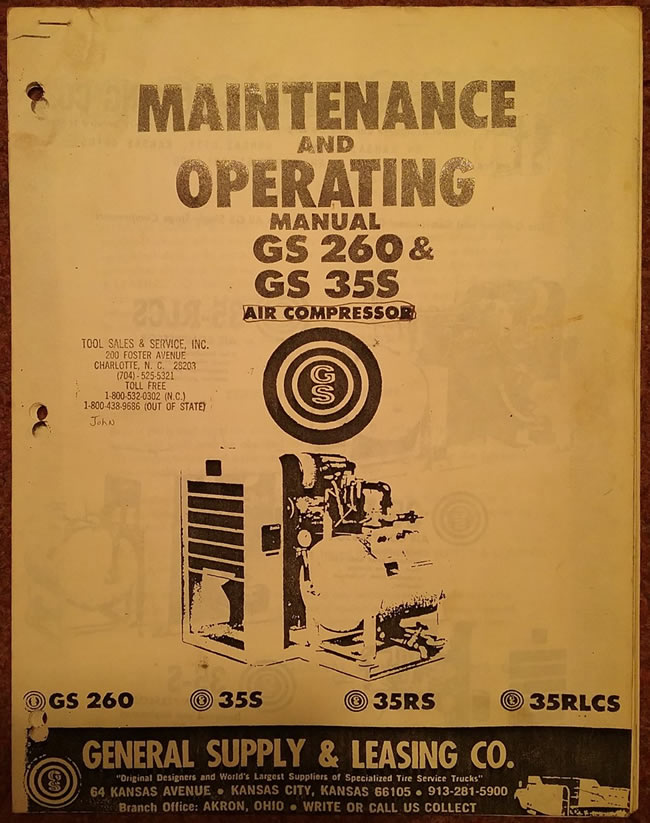 MAINTENANCE
AND
OPERATING
MANUAL
GS 260 &
GS 35S
AIR COMPRESSOR
TOOL SALES & SERVICE, INC.
200 FOSTER AVENUE
CHARLOTTE, N. C. 28203
(704)-525-5321
TOLL FREE
1-800-532-0302 (N.C.)
1-800-438-9686 (OUT OF STATE)
John
GS
GS 260
35S
35RS
35RLCS
GS
GENERAL SUPPLY & LEASING CO.
"Original Designers and World's Largest Suppliers of Specialized Tire Service Trucks"
64 KANSAS AVENUE • KANSAS CITY, KANSAS 66105 • 913-281-5900
Branch Office: AKRON, OHIO • WRITE OR CALL US COLLECT